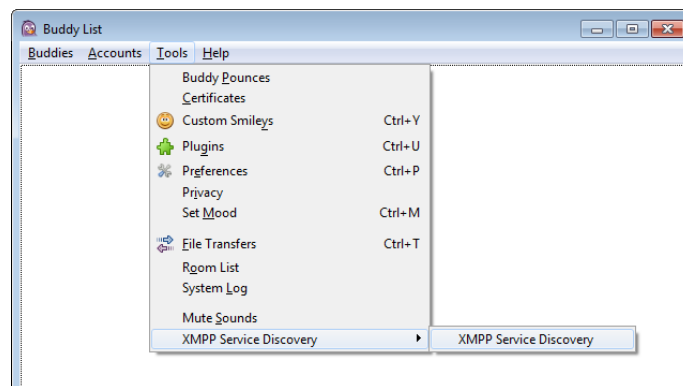 Buddy List
Buddies Accounts Tools Help
Buddy Pounces
Certificates
Custom Smileys Ctrl+Y
Plugins Ctrl+U
Preferences Ctrl+P
Privacy
Set Mood Ctrl+M
File Transfers Ctrl+T
Room List
System Log
Mute Sounds
XMPP Service Discovery XMPP Service Discovery